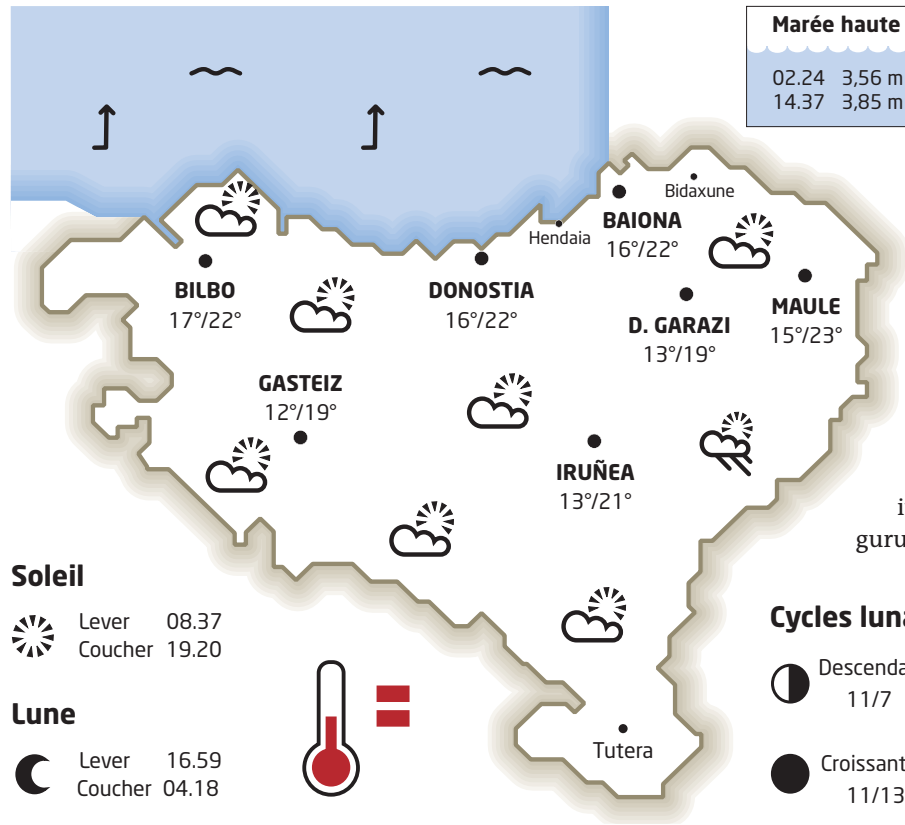 Marée haute
02.24 3,56 m
14.37 3,85 m
Bidaxune
BAIONA
16°/22°
Hendaia
BILBO
17°/22°
DONOSTIA
16°/22°
D. GARAZI
13°/19°
MAULE
15°/23°
GASTEIZ
12°/19°
IRUÑEA
13°/21°
guru
Soleil
Lever 08.37
Coucher 19.20
Lune
Lever 16.59
Coucher 04.18
Tutera
Cycles luna
Descenda
11/7
Croissant
11/13